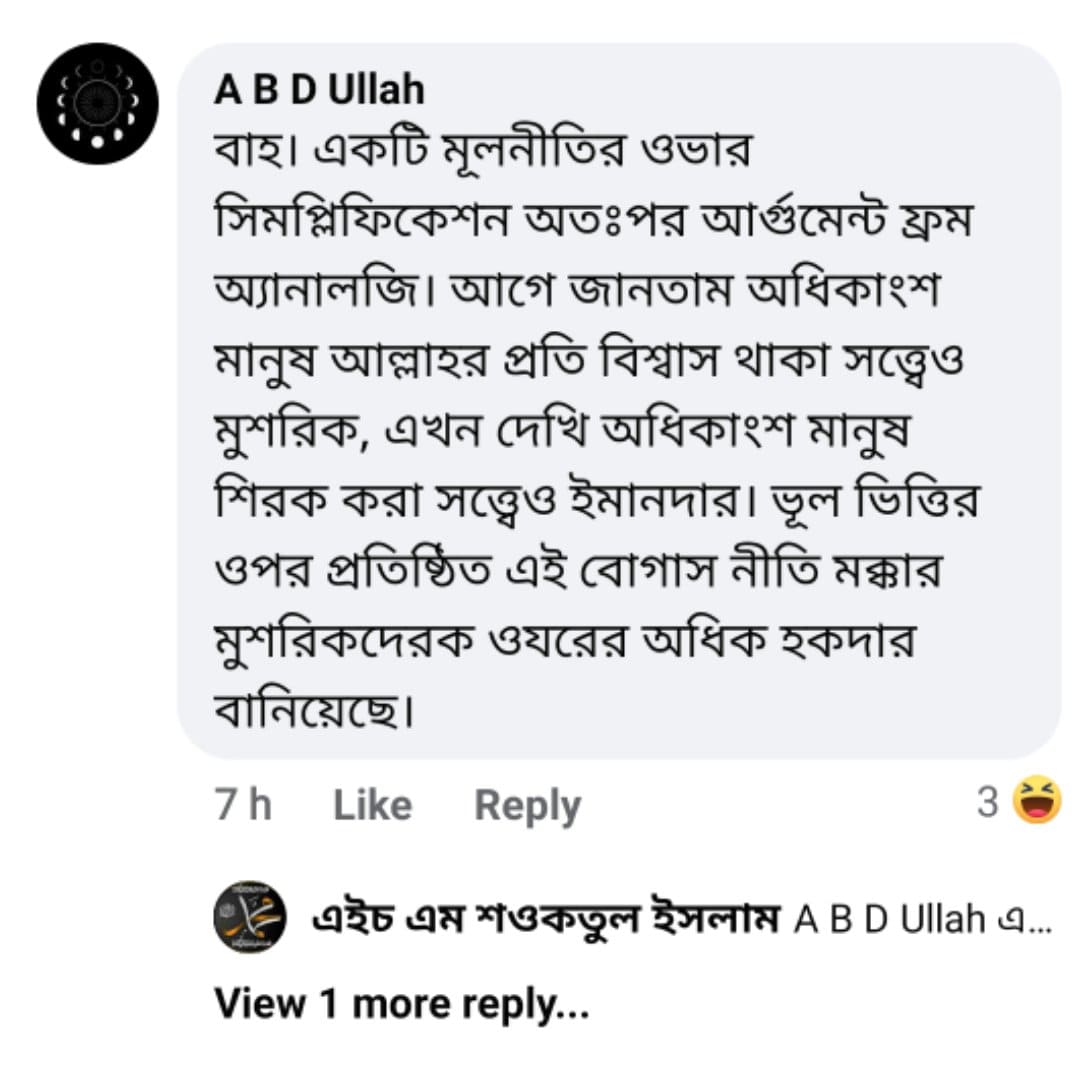 A B D Ullah
বাহ। একটি মূলনীতির ওভার
সিমপ্লিফিকেশন অতঃপর আর্গুমেন্ট ফ্রম
অ্যানালজি। আগে জানতাম অধিকাংশ
মানুষ আল্লাহর প্রতি বিশ্বাস থাকা সত্ত্বেও
মুশরিক, এখন দেখি অধিকাংশ মানুষ
শিরক করা সত্ত্বেও ইমানদার। ভূল ভিত্তির
ওপর প্রতিষ্ঠিত এই বোগাস নীতি মক্কার
মুশরিকদেরক ওযরের অধিক হকদার
বানিয়েছে।
7 h Like Reply 3
এইচ এম শওকতুল ইসলাম A B D Ullah এ...
View 1 more reply...